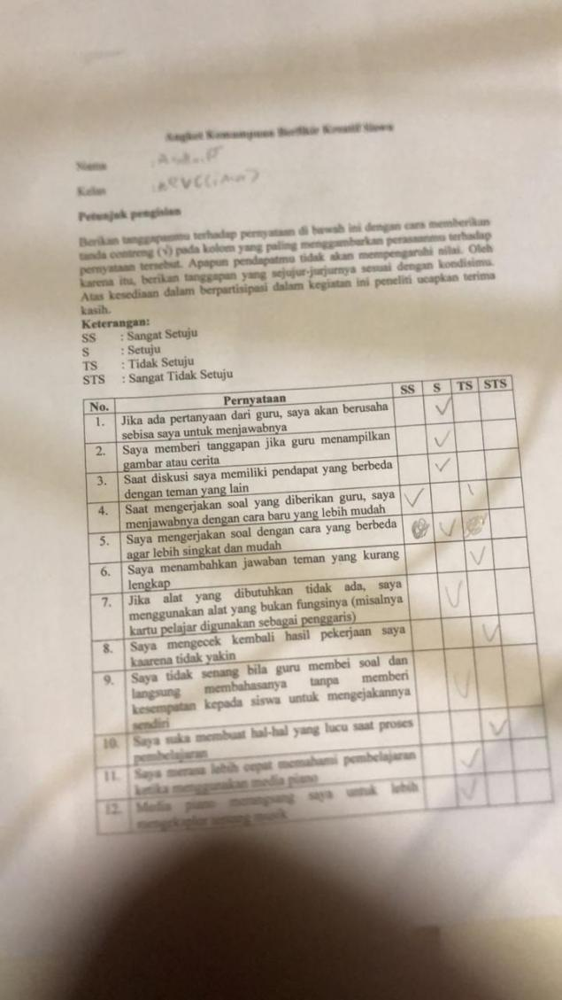 Angket Kemampuan Berfikir Kreatif Siswa
Nama :
Kelas :
Petunjuk pengisian
Berikan tanggapanmu terhadap pernyataan di bawah ini dengan cara memberikan
tanda contreng (√) pada kolom yang paling menggambarkan perasaanmu terhadap
pernyataan tersebut. Apapun pendapatmu tidak akan mempengaruhi nilai. Oleh
karena itu, berikan tanggapan yang sejujur-jurjurnya sesuai dengan kondisimu.
Atas kesediaan dalam berpartisipasi dalam kegiatan ini peneliti ucapkan terima
kasih.
Keterangan:
SS : Sangat Setuju
S : Setuju
TS : Tidak Setuju
STS : Sangat Tidak Setuju
No. Pernyataan SS S TS STS
1. Jika ada pertanyaan dari guru, saya akan berusaha
sebisa saya untuk menjawabnya
2. Saya memberi tanggapan jika guru menampilkan
gambar atau cerita
3. Saat diskusi saya memiliki pendapat yang berbeda
dengan teman yang lain
4. Saat mengerjakan soal yang diberikan guru, saya
menjawabnya dengan cara baru yang lebih mudah
5. Saya mengerjakan soal dengan cara yang berbeda
agar lebih singkat dan mudah
6. Saya menambahkan jawaban teman yang kurang
lengkap
7. Jika alat yang dibutuhkan tidak ada, saya
menggunakan alat yang bukan fungsinya (misalnya
kartu pelajar digunakan sebagai penggaris)
8. Saya mengecek kembali hasil pekerjaan saya
kaarena tidak yakin
9. Saya tidak senang bila guru membei soal dan
langsung membahasanya tanpa memberi
kesempatan kepada siswa untuk mengejakannya
sendiri
10. Saya suka membuat hal-hal yang lucu saat proses
pembelajaran
11. Saya merasa lebih cepat memahami pembelajaran
ketika menggunakan media piano
12. Media piano merangsang saya untuk lebih
mengeksplor tentang musik